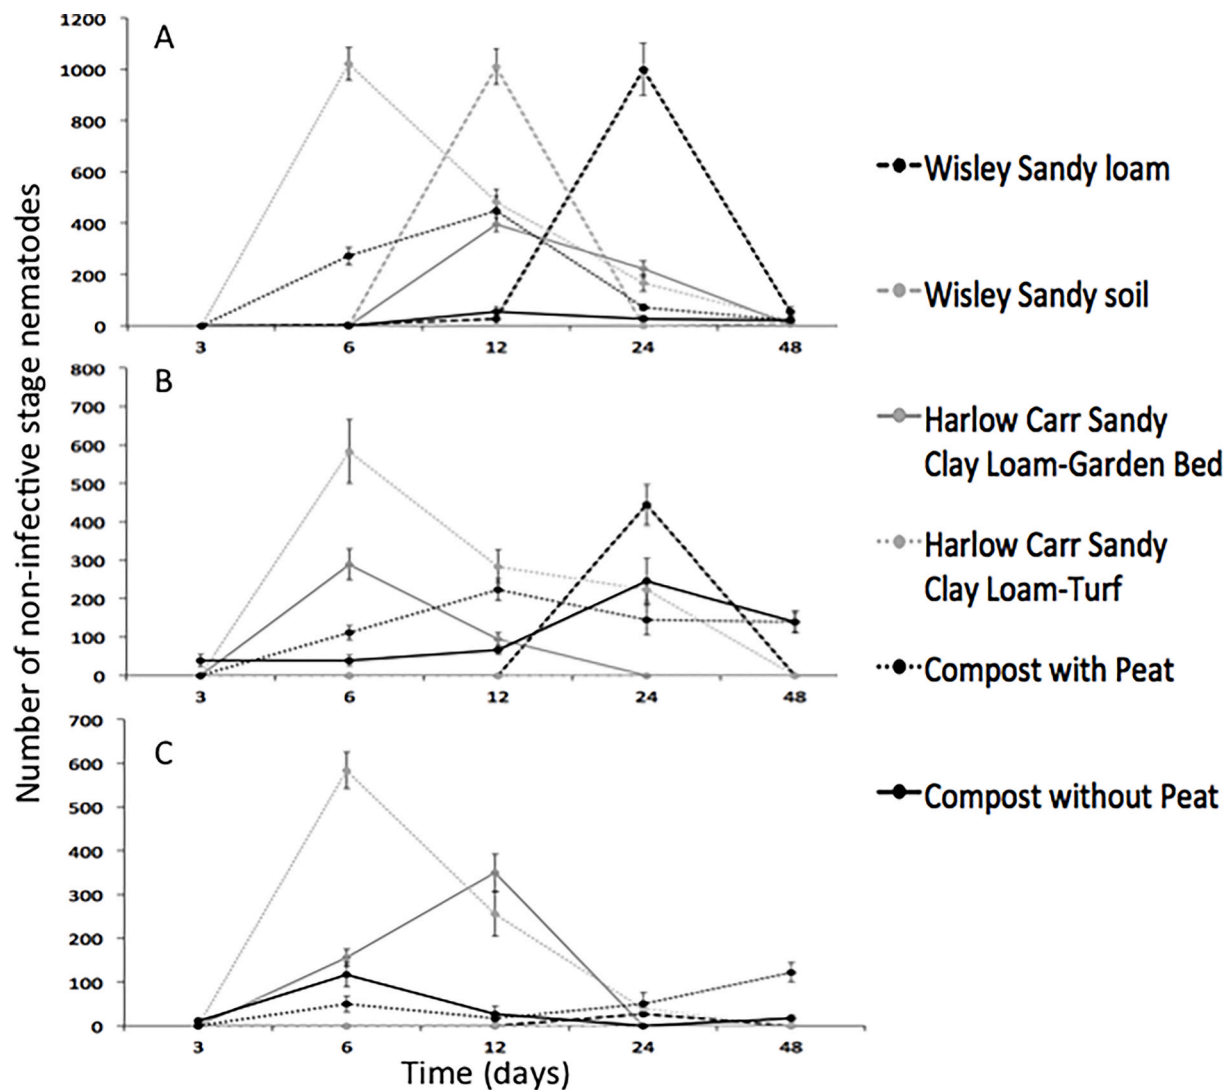 Number of non-infective stage nematodes
A
1200
1000
800
600
400
200
0
3 6 12 24 48
B
800
700
600
500
400
300
200
100
0
3 6 12 24 48
C
700
600
500
400
300
200
100
0
3 6 12 24 48
Time (days)
Wisley Sandy loam
Wisley Sandy soil
Harlow Carr Sandy
Clay Loam-Garden Bed
Harlow Carr Sandy
Clay Loam-Turf
Compost with Peat
Compost without Peat